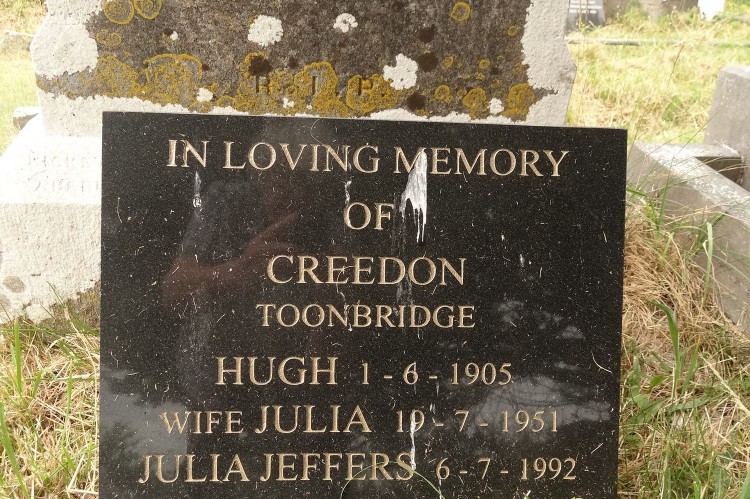 IN LOVING MEMORY
OF
CREEDON
TOONBRIDGE
HUGH 1 - 6 - 1905
WIFE JULIA 19 - 7 - 1951
JULIA JEFFERS 6 - 7 - 1992